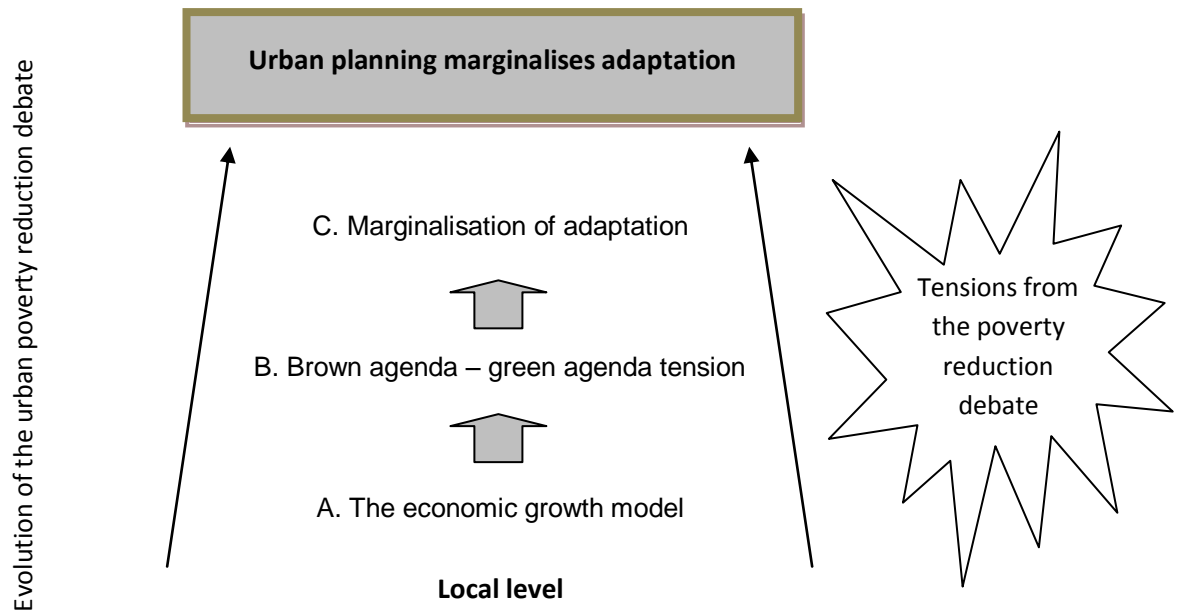 Evolution of the urban poverty reduction debate
Urban planning marginalises adaptation
C. Marginalisation of adaptation
B. Brown agenda – green agenda tension
A. The economic growth model
Local level
Tensions from
the poverty
reduction
debate